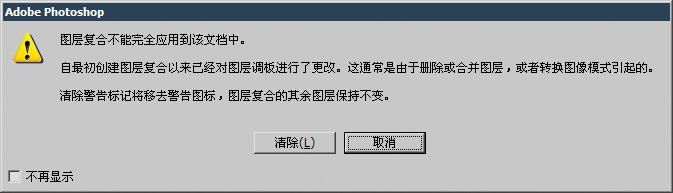 Adobe Photoshop
图层复合不能完全应用到该文档中。
自最初创建图层复合以来已经对图层调板进行了更改。这通常是由于删除或合并图层，或者转换图像模式引起的。
清除警告标记将移去警告图标，图层复合的其余图层保持不变。
清除(L) 取消
不再显示